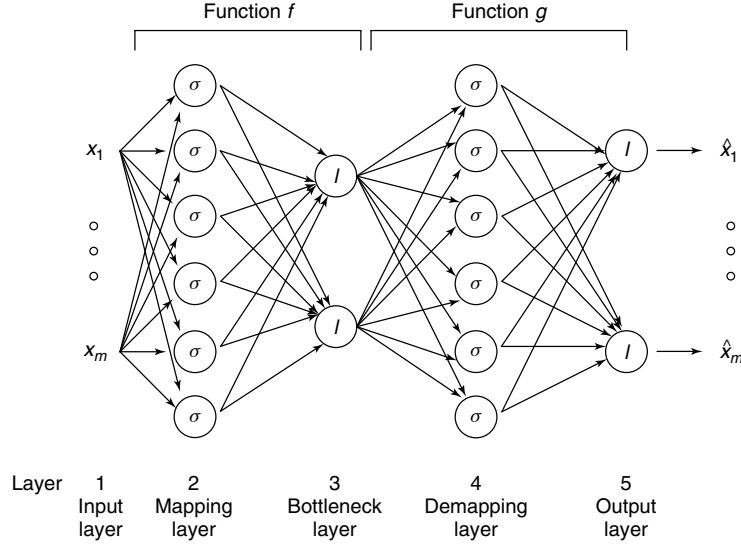 Function f Function g
σ σ
x₁ σ σ l x̂₁
l
σ σ
σ σ
l
xₘ σ σ l x̂ₘ
σ σ
Layer 1 2 3 4 5
Input Mapping Bottleneck Demapping Output
layer layer layer layer layer